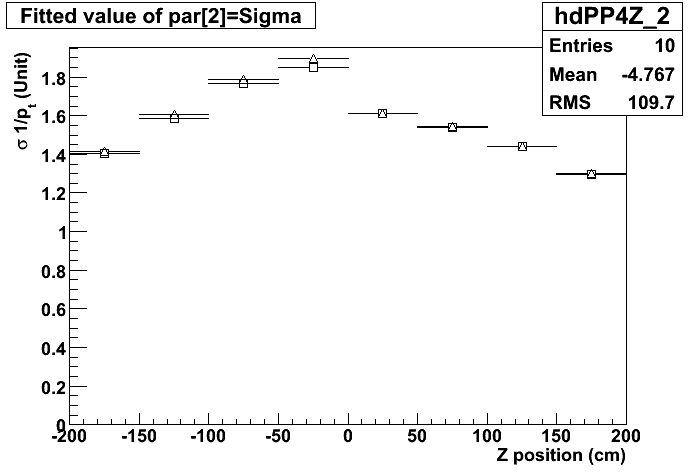 Fitted value of par[2]=Sigma
hdPP4Z_2
Entries 10
Mean -4.767
RMS 109.7
σ 1/pt (Unit)
1.8
1.6
1.4
1.2
1
0.8
0.6
0.4
0.2
0
-200 -150 -100 -50 0 50 100 150 200
Z position (cm)